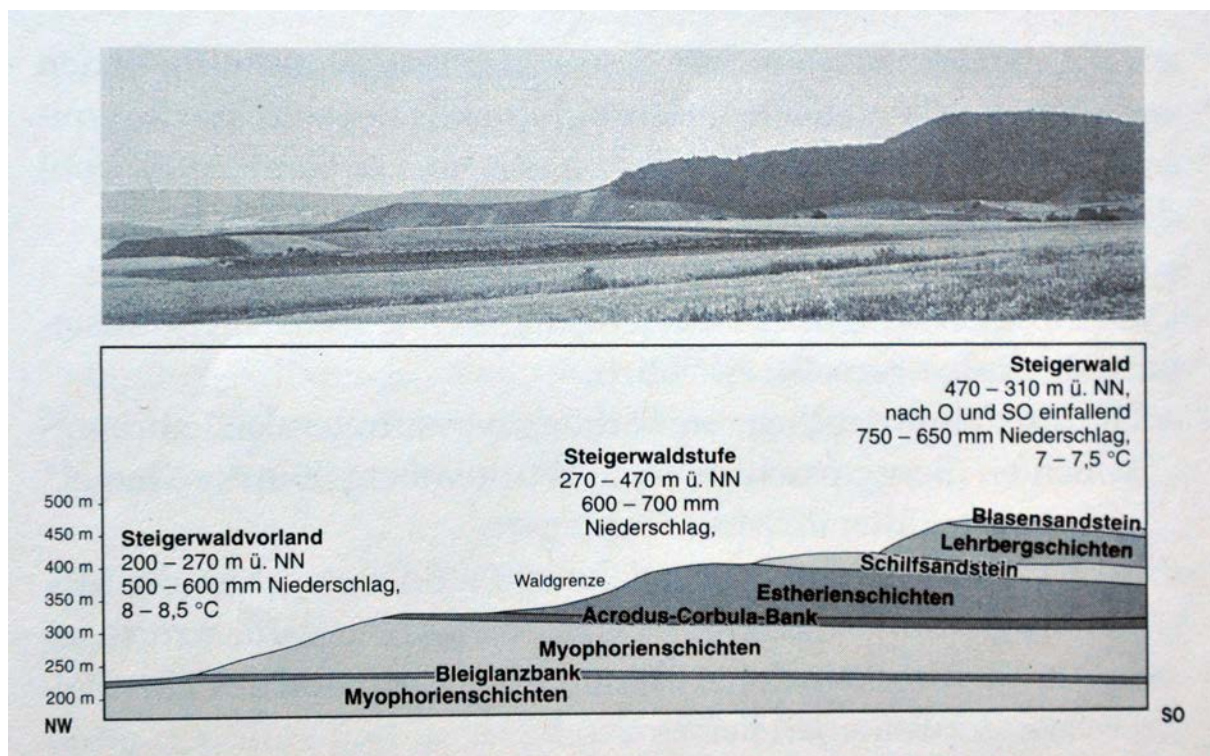 Steigerwald
470 – 310 m ü. NN,
nach O und SO einfallend
750 – 650 mm Niederschlag,
7 – 7,5 °C
Steigerwaldstufe
270 – 470 m ü. NN
600 – 700 mm
Niederschlag,
Steigerwaldvorland
200 – 270 m ü. NN
500 – 600 mm Niederschlag,
8 – 8,5 °C
500 m
450 m
400 m
350 m
300 m
250 m
200 m
Waldgrenze
Blasensandstein
Lehrbergschichten
Schilfsandstein
Estherienschichten
Acrodus-Corbula-Bank
Myophorienschichten
Bleiglanzbank
Myophorienschichten
NW
SO